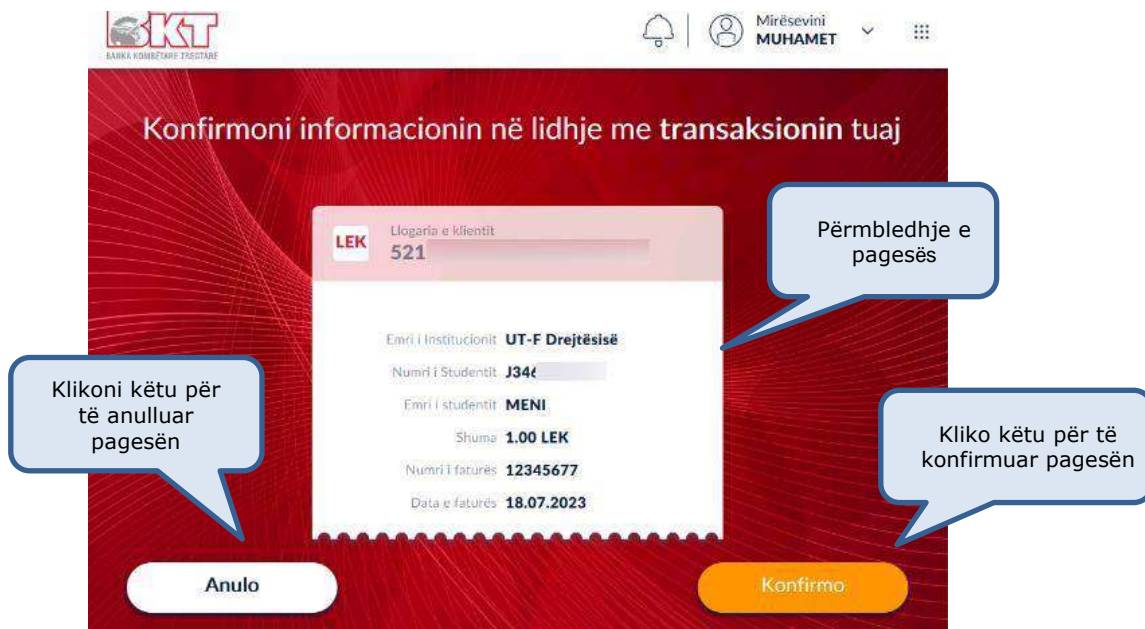 BKT
BANKA KOMBËTARE TREGTARE
Mirësevini
MUHAMET
Konfirmoni informacionin në lidhje me transaksionin tuaj
LEK
Llogaria e klientit
521
Përmbledhje e
pagesës
Emri i Institucionit UT-F Drejtësisë
Numri i Studentit J346
Emri i studentit MENI
Shuma 1.00 LEK
Numri i faturës 12345677
Data e faturës 18.07.2023
Klikoni këtu për
të anulluar
pagesën
Kliko këtu për të
konfirmuar pagesën
Anulo
Konfirmo